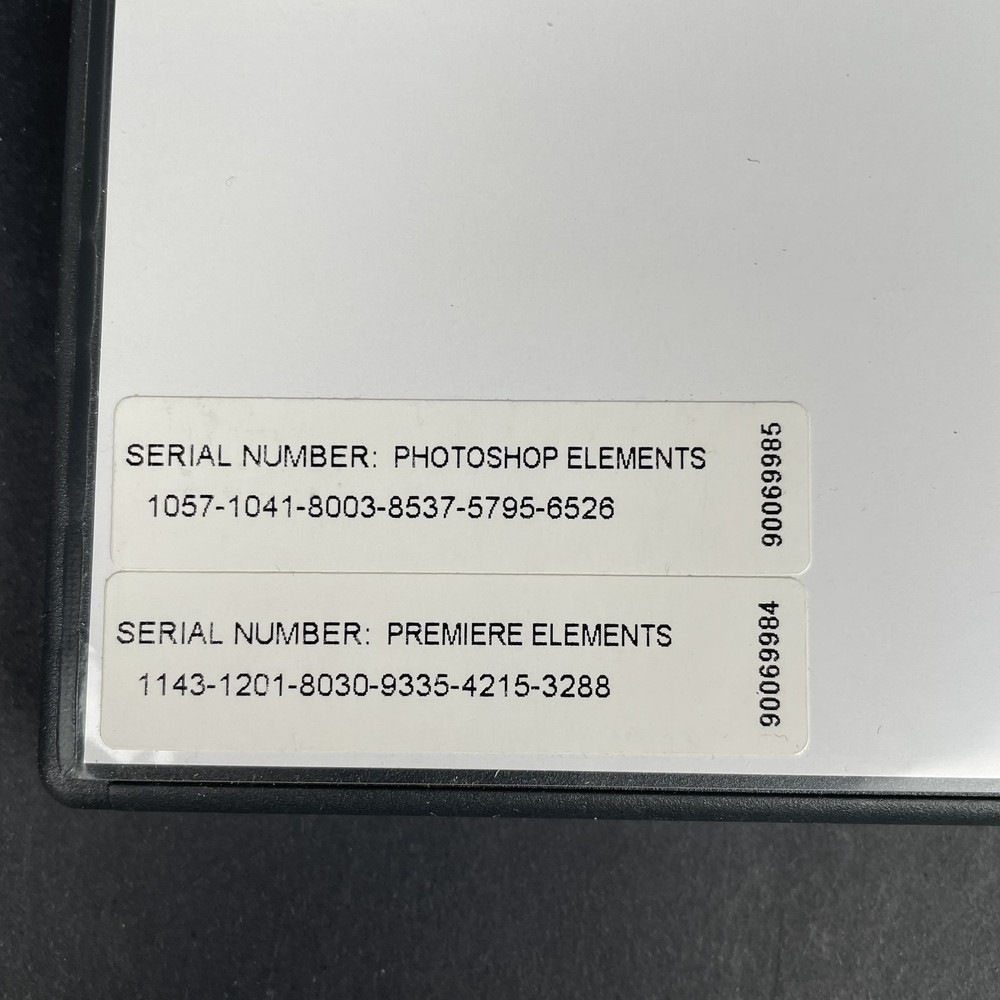 SERIAL NUMBER: PHOTOSHOP ELEMENTS
1057-1041-8003-8537-5795-6526
90069985
SERIAL NUMBER: PREMIERE ELEMENTS
1143-1201-8030-9335-4215-3288
90069984